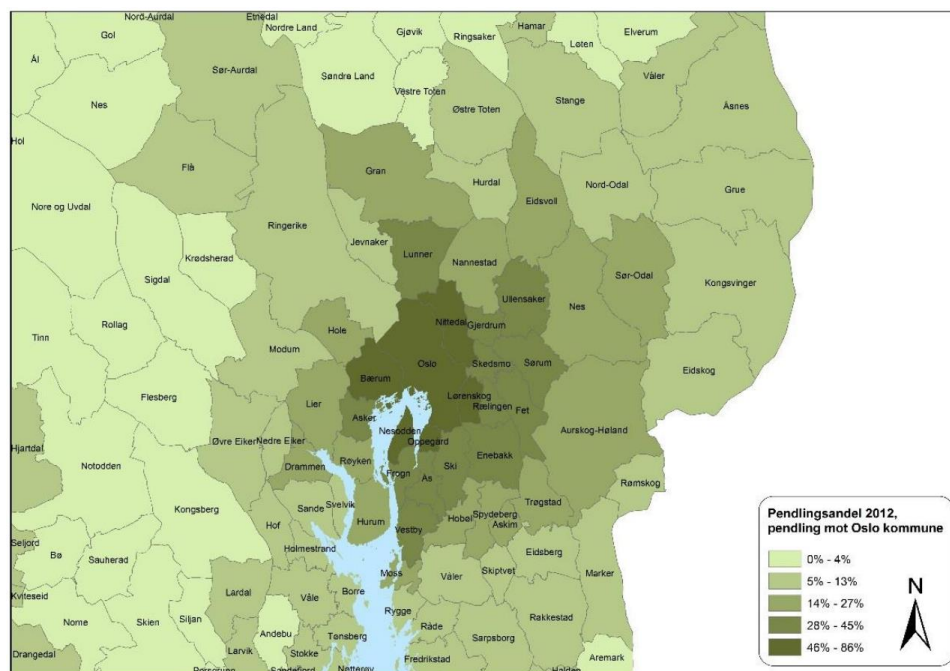 Nord-Aurdal
Etnedal
Nordre Land
Gjøvik
Ringsaker
Hamar
Løten
Elverum
Ål
Gol
Sør-Aurdal
Søndre Land
Vestre Toten
Østre Toten
Stange
Våler
Åsnes
Nes
Hol
Flå
Gran
Hurdal
Nord-Odal
Grue
Eidsvoll
Nore og Uvdal
Ringerike
Jevnaker
Lunner
Nannestad
Krødsherad
Sigdal
Sør-Odal
Kongsvinger
Ullensaker
Nes
Tinn
Rollag
Hole
Nittedal
Gjerdrum
Modum
Oslo
Skedsmo
Sørum
Eidskog
Bærum
Flesberg
Lier
Lørenskog
Rælingen
Fet
Asker
Nesodden
Oppegård
Aurskog-Høland
Hjartdal
Notodden
Øvre Eiker
Nedre Eiker
Drammen
Røyken
Enebakk
Ski
Frogn
Ås
Rømskog
Kongsberg
Sande
Svelvik
Hurum
Trøgstad
Hof
Vestby
Hobøl
Spydeberg
Askim
Seljord
Bø
Sauherad
Holmestrand
Eidsberg
Moss
Våler
Skiptvet
Marker
Kviteseid
Lardal
Våle
Borre
Rygge
Nome
Skien
Siljan
Andebu
Råde
Rakkestad
Tønsberg
Sarpsborg
Drangedal
Larvik
Stokke
Fredrikstad
Aremark
Porsgrunn
Sandefjord
Nøtterøy
Halden
Pendlingsandel 2012,
pendling mot Oslo kommune
0% - 4%
5% - 13%
14% - 27%
28% - 45%
46% - 86%
N